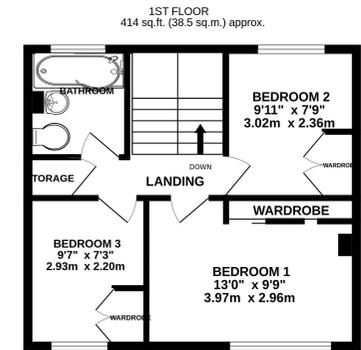 1ST FLOOR
414 sq.ft. (38.5 sq.m.) approx.
BATHROOM
BEDROOM 2
9'11" x 7'9"
3.02m x 2.36m
WARDROBE
DOWN
TORAGE
LANDING
WARDROBE
BEDROOM 3
9'7" x 7'3"
2.93m x 2.20m
BEDROOM 1
13'0" x 9'9"
3.97m x 2.96m
WARDROBE